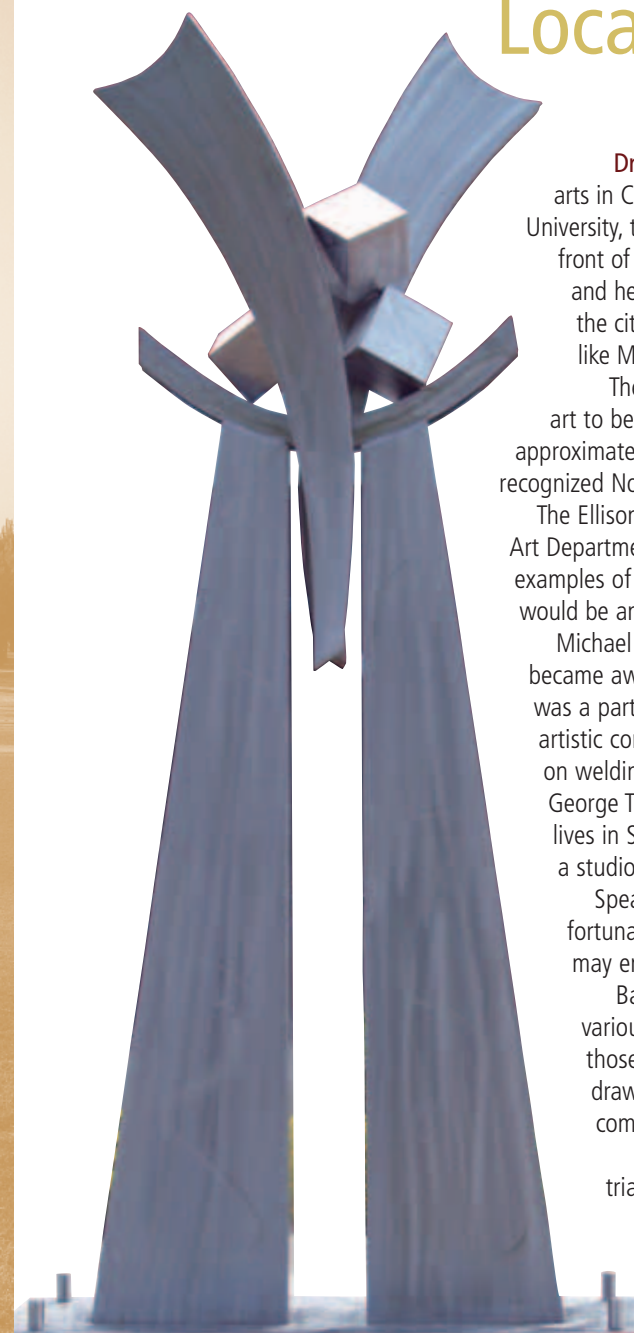 Loca
Dr
arts in C
University, t
front of
and he
the cit
like M
The
art to be
approximate
recognized No
The Ellison
Art Departme
examples of
would be ar
Michael
became aw
was a part
artistic cor
on weldin
George T
lives in S
a studio
Spea
fortuna
may er
Ba
variou
those
draw
com
tria